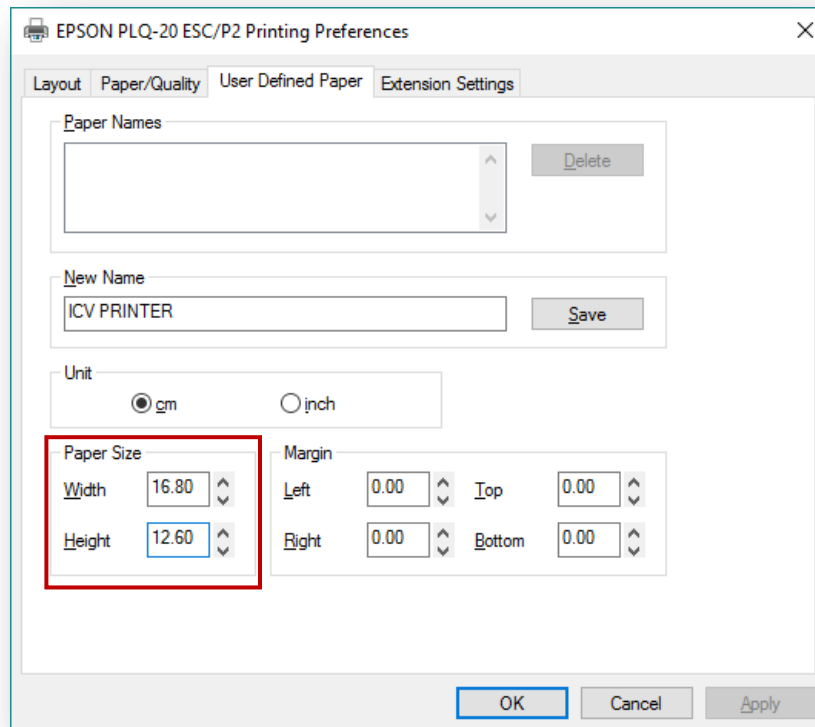 EPSON PLQ-20 ESC/P2 Printing Preferences
Layout Paper/Quality User Defined Paper Extension Settings
Paper Names
Delete
New Name
ICV PRINTER Save
Unit
cm inch
Paper Size Margin
Width 16.80 Left 0.00 Top 0.00
Height 12.60 Right 0.00 Bottom 0.00
OK Cancel Apply